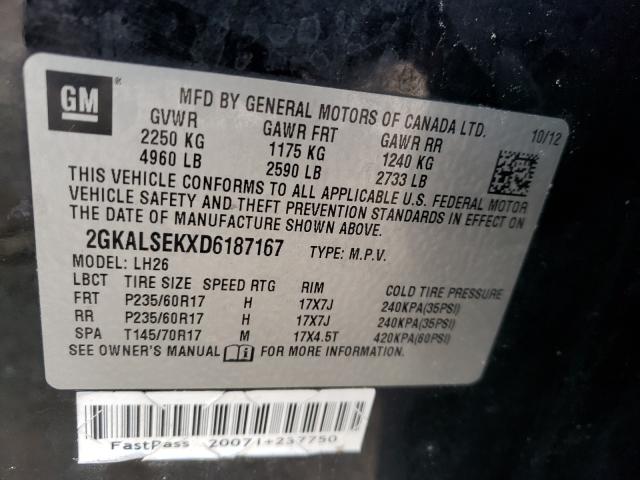 GM
MFD BY GENERAL MOTORS OF CANADA LTD.
10/12
GVWR GAWR FRT GAWR RR
2250 KG 1175 KG 1240 KG
4960 LB 2590 LB 2733 LB
THIS VEHICLE CONFORMS TO ALL APPLICABLE U.S. FEDERAL MOTOR
VEHICLE SAFETY AND THEFT PREVENTION STANDARDS IN EFFECT ON
THE DATE OF MANUFACTURE SHOWN ABOVE.
2GKALSEKXD6187167 TYPE: M.P.V.
MODEL: LH26
LBCT TIRE SIZE SPEED RTG RIM COLD TIRE PRESSURE
FRT P235/60R17 H 17X7J 240KPA(35PSI)
RR P235/60R17 H 17X7J 240KPA(35PSI)
SPA T145/70R17 M 17X4.5T 420KPA(60PSI)
SEE OWNER'S MANUAL FOR MORE INFORMATION
FastPass 20071+237750